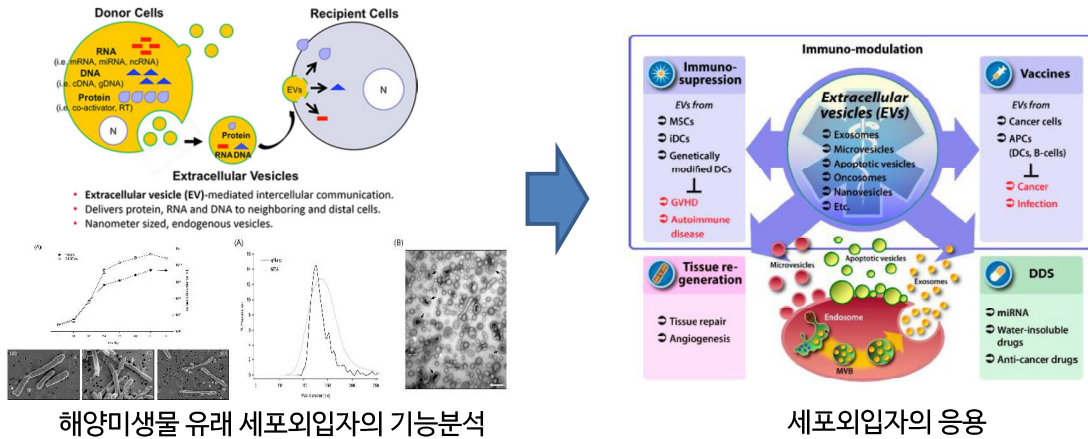 Donor Cells
RNA
(i.e. mRNA, miRNA, ncRNA)
DNA
(i.e. cDNA, gDNA)
Protein
(i.e. co-activator, RT)
N
Recipient Cells
EVs
N
Protein
RNA DNA
Extracellular Vesicles
• Extracellular vesicle (EV)-mediated intercellular communication.
• Delivers protein, RNA and DNA to neighboring and distal cells.
• Nanometer sized, endogenous vesicles.
(A)
(A)
(B)
해양미생물 유래 세포외입자의 기능분석
Immuno-modulation
Immuno-
supression
EVs from
➲ MSCs
➲ iDCs
➲ Genetically
modified DCs
➲ GVHD
➲ Autoimmune
disease
Extracellular
vesicles (EVs)
➲ Exosomes
➲ Microvesicles
➲ Apoptotic vesicles
➲ Oncosomes
➲ Nanovesicles
➲ Etc.
Vaccines
EVs from
➲ Cancer cells
➲ APCs
(DCs, B-cells)
➲ Cancer
➲ Infection
Tissue re-
generation
➲ Tissue repair
➲ Angiogenesis
Microvesicles
Apoptotic vesicles
Exosomes
Endosome
MVB
DDS
➲ miRNA
➲ Water-insoluble
drugs
➲ Anti-cancer drugs
세포외입자의 응용